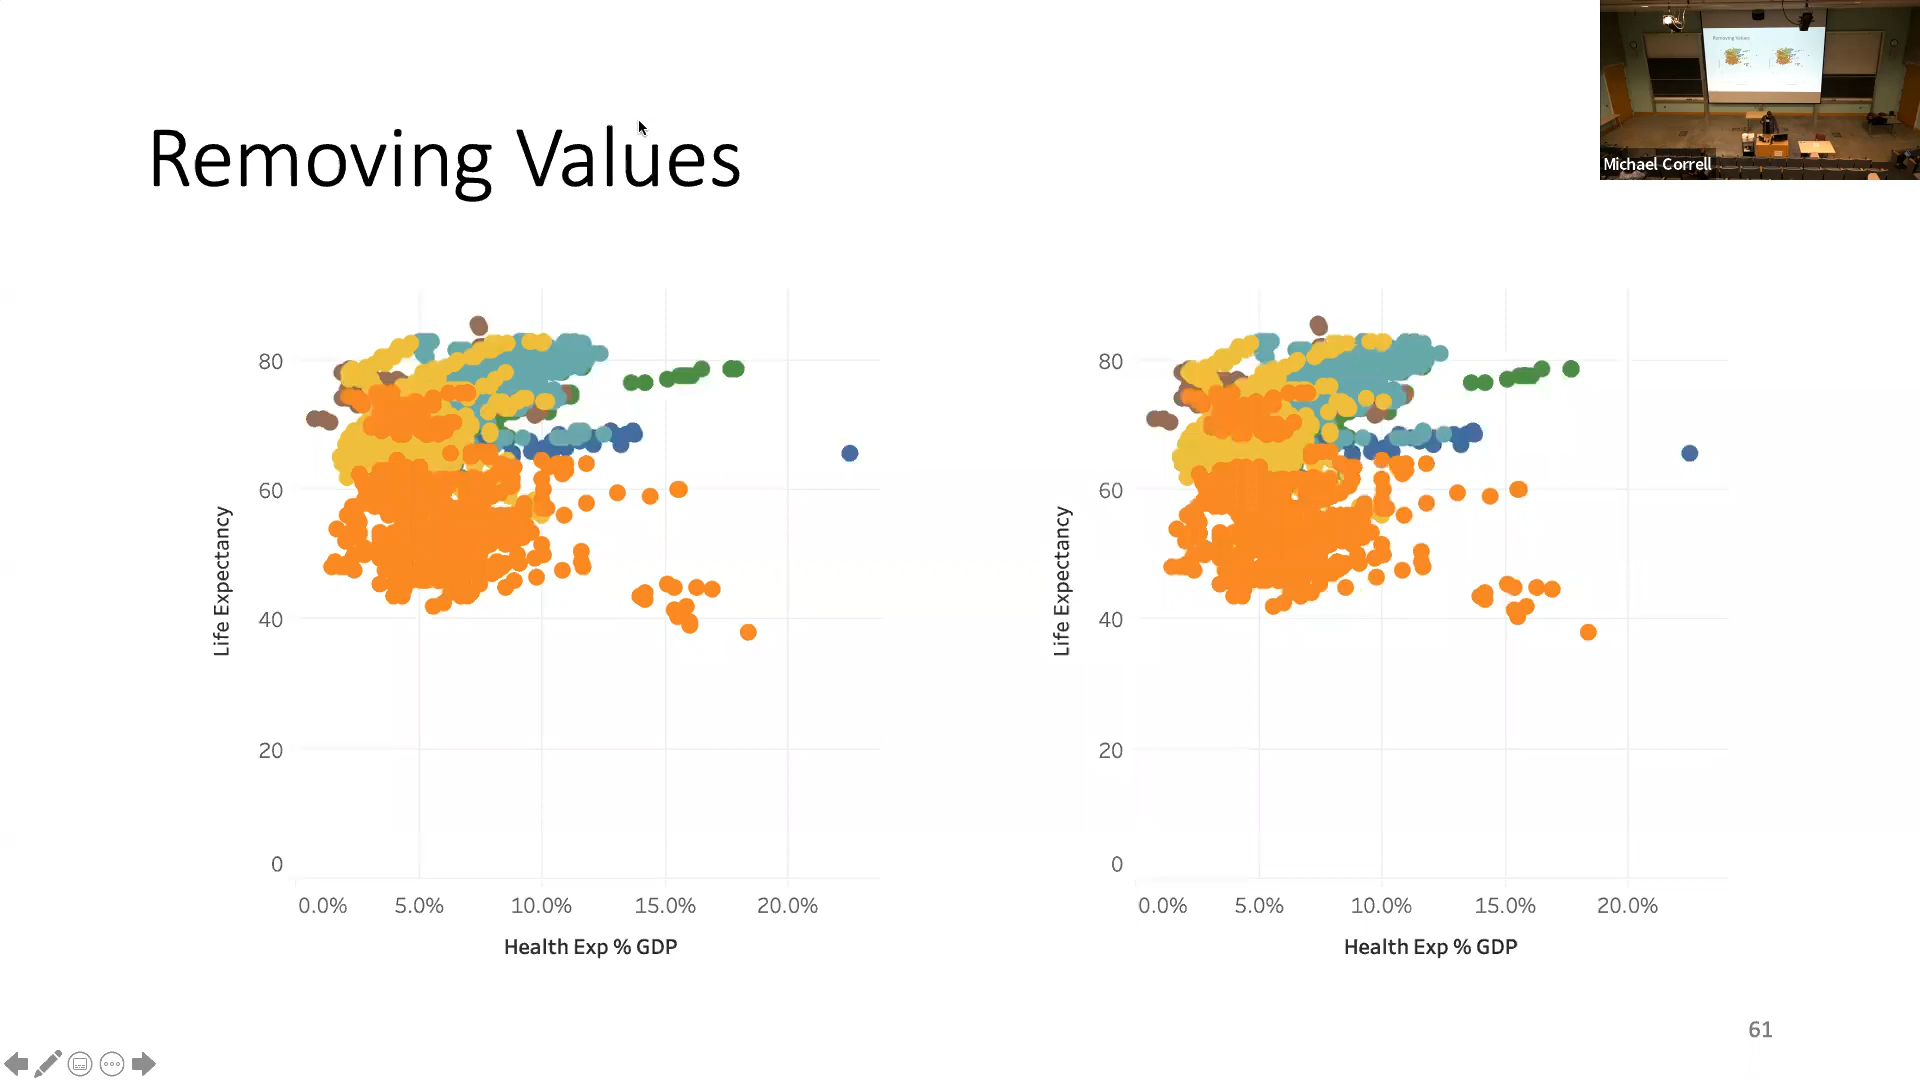 Removing Values
Michael Correll
80
60
40
20
0
Life Expectancy
0.0% 5.0% 10.0% 15.0% 20.0%
Health Exp % GDP
80
60
40
20
0
Life Expectancy
0.0% 5.0% 10.0% 15.0% 20.0%
Health Exp % GDP
61